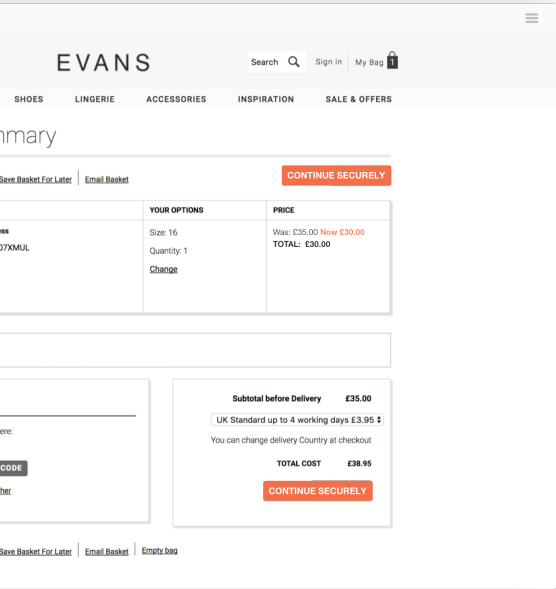 EVANS
Search
Sign in
My Bag
1
SHOES LINGERIE ACCESSORIES INSPIRATION SALE & OFFERS
mmary
Save Basket For Later
Email Basket
CONTINUE SECURELY
YOUR OPTIONS
PRICE
ess
07XMUL
Size: 16
Quantity: 1
Change
Was: £35.00 Now £30.00
TOTAL: £30.00
ere:
CODE
her
Subtotal before Delivery £35.00
UK Standard up to 4 working days £3.95
You can change delivery Country at checkout
TOTAL COST £38.95
CONTINUE SECURELY
Save Basket For Later
Email Basket
Empty bag